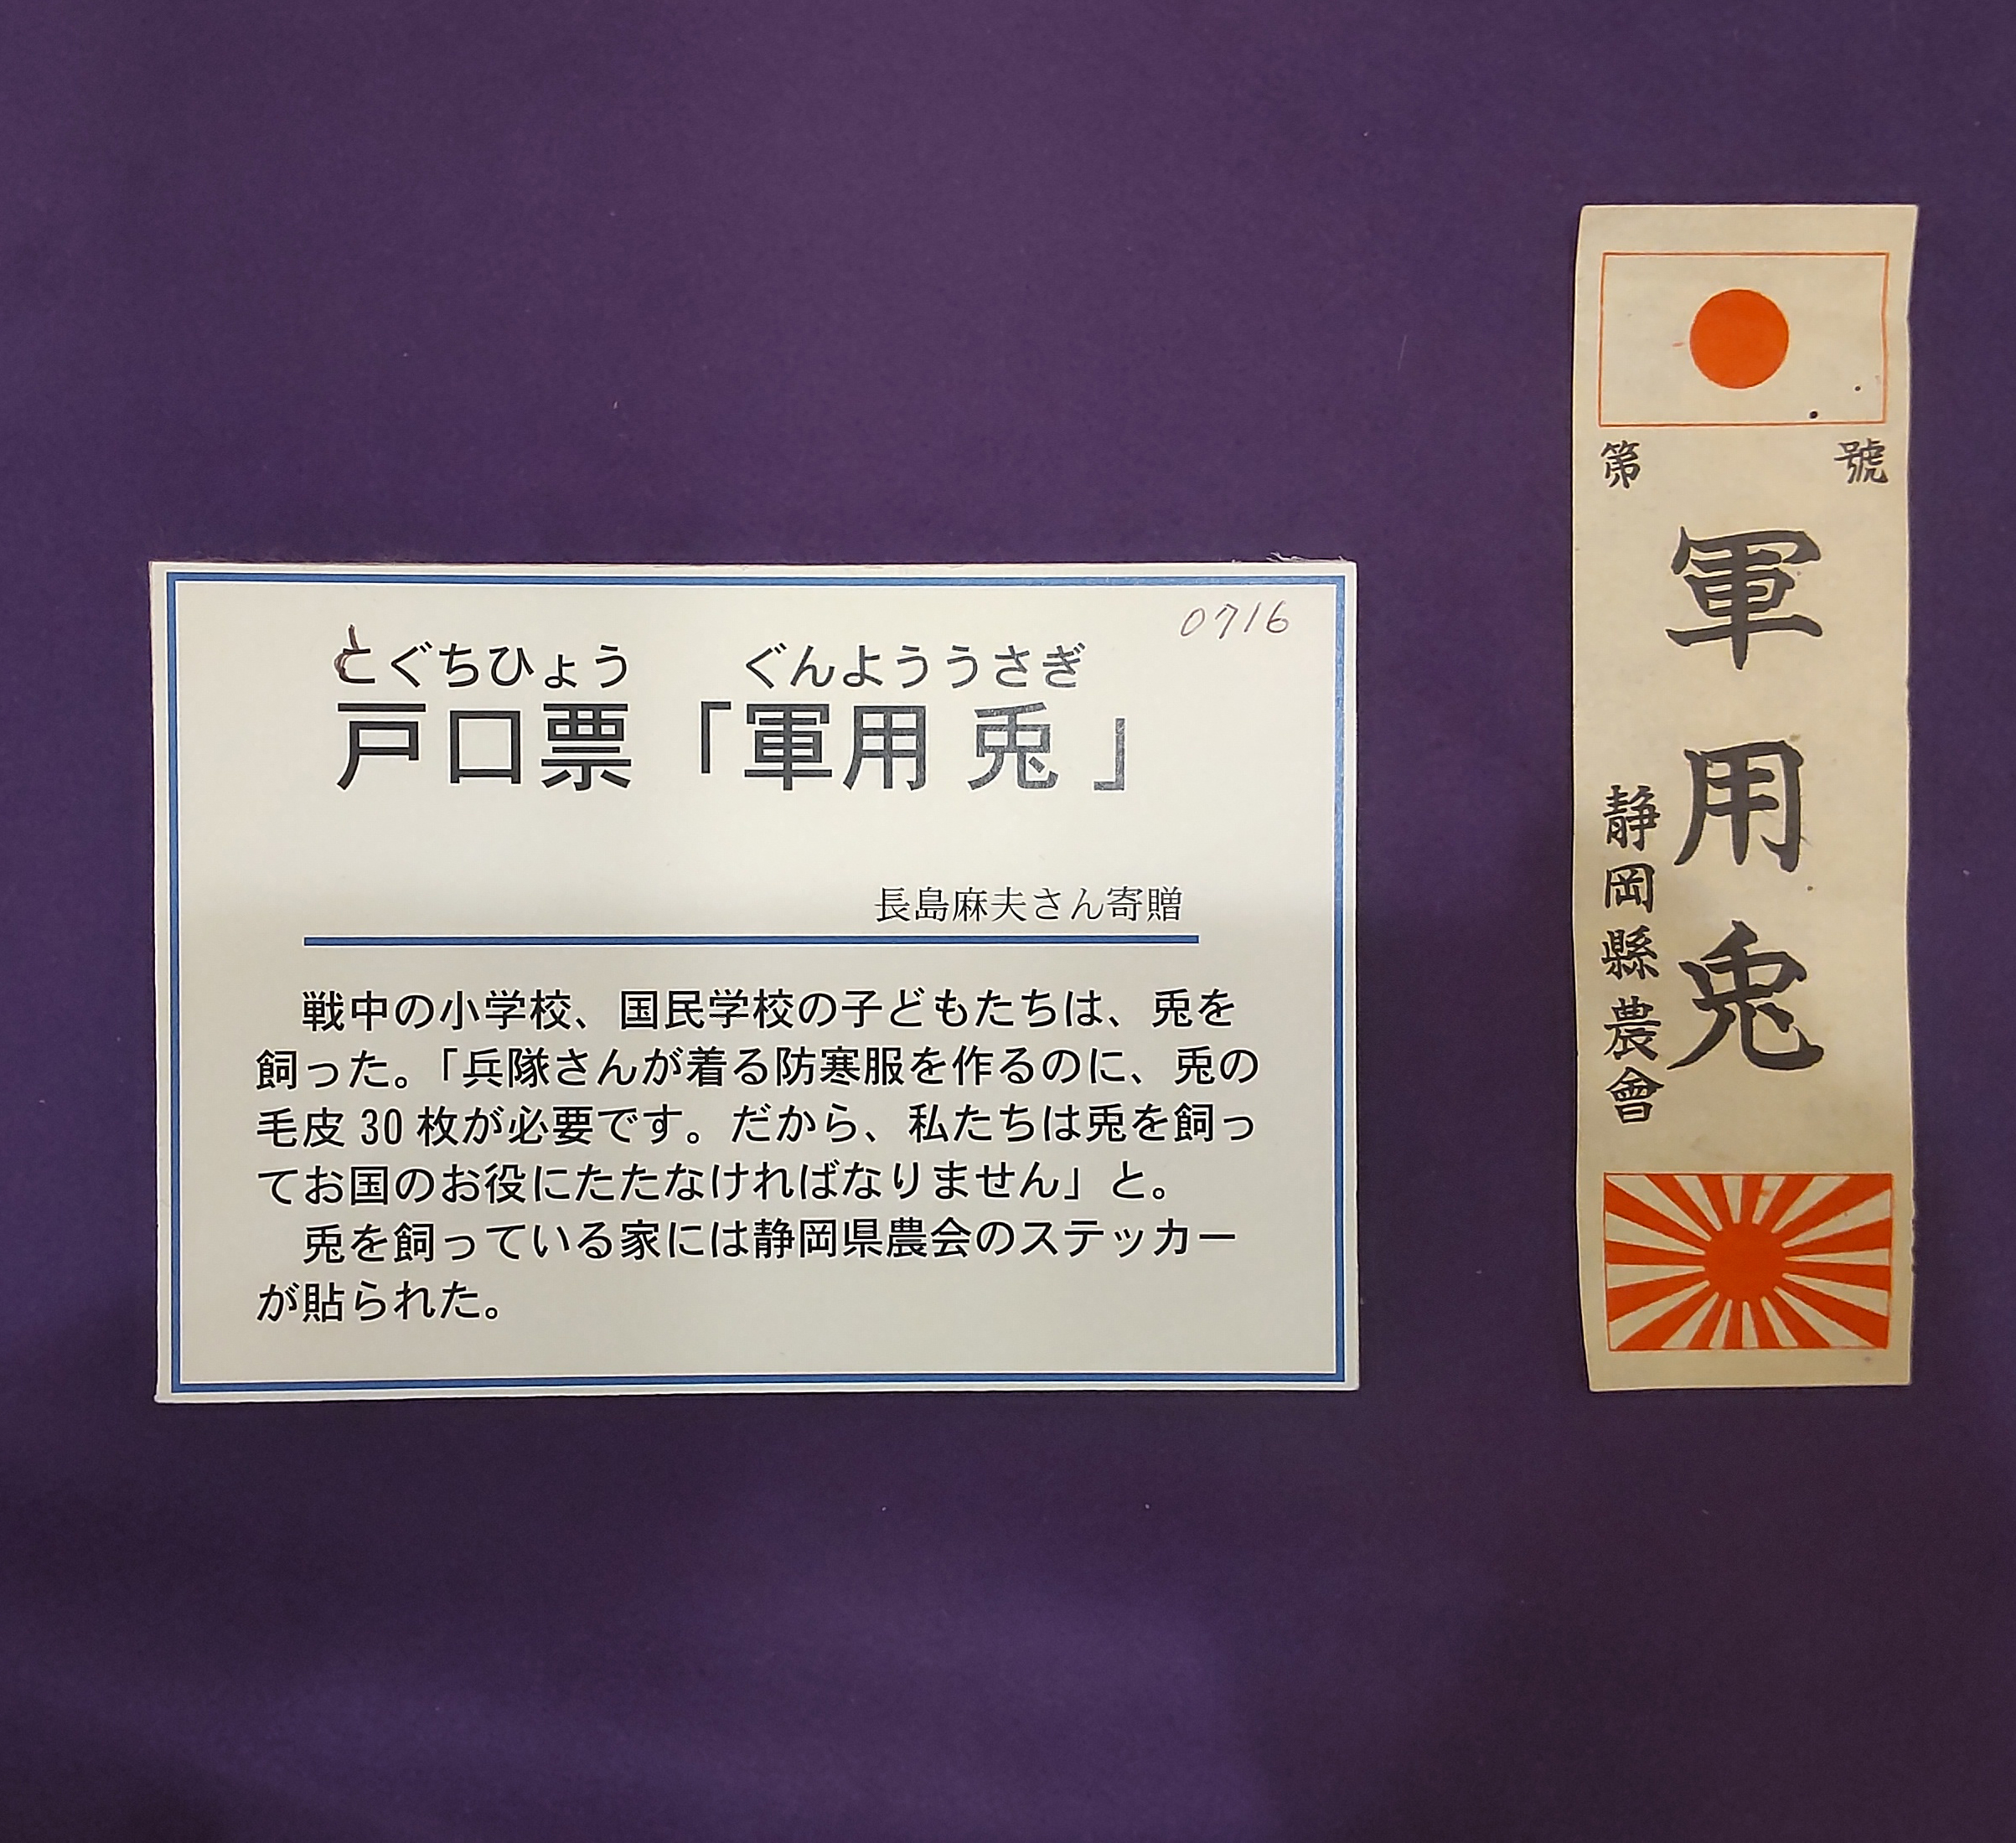 0716
とぐちひょう　ぐんよううさぎ
戸口票「軍用 兎 」
長島麻夫さん寄贈
戦中の小学校、国民学校の子どもたちは、兎を
飼った。「兵隊さんが着る防寒服を作るのに、兎の
毛皮 30 枚が必要です。だから、私たちは兎を飼っ
てお国のお役にたたなければなりません」と。
兎を飼っている家には静岡県農会のステッカー
が貼られた。
第　號
軍用兎
静岡縣農會